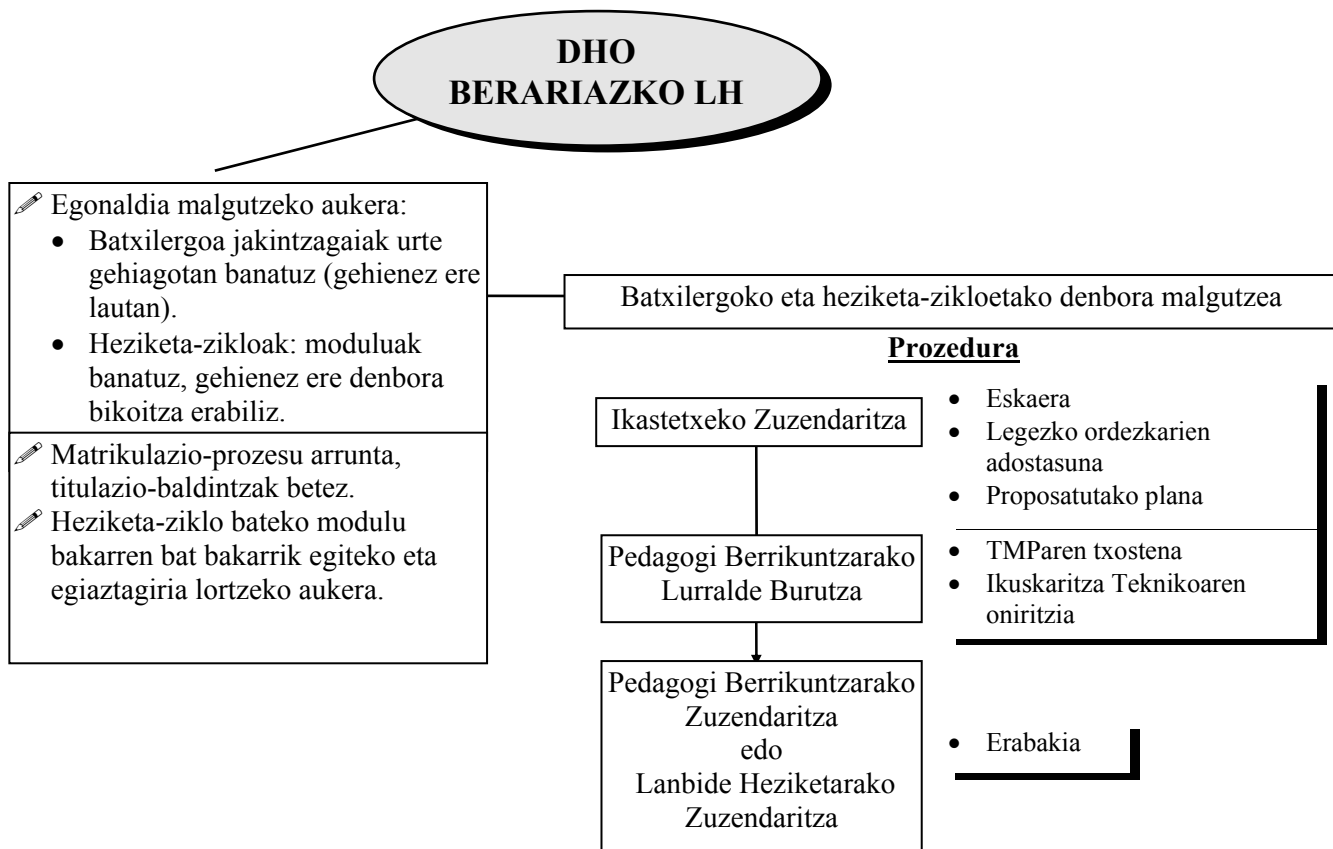 DHO
BERARIAZKO LH
✐ Egonaldia malgutzeko aukera:
• Batxilergoa jakintzagaiak urte
gehiagotan banatuz (gehienez ere
lautan).
• Heziketa-zikloak: moduluak
banatuz, gehienez ere denbora
bikoitza erabiliz.
✐ Matrikulazio-prozesu arrunta,
titulazio-baldintzak betez.
✐ Heziketa-ziklo bateko modulu
bakarren bat bakarrik egiteko eta
egiaztagiria lortzeko aukera.
Batxilergoko eta heziketa-zikloetako denbora malgutzea
Prozedura
Ikastetxeko Zuzendaritza
• Eskaera
• Legezko ordezkarien
adostasuna
• Proposatutako plana
Pedagogi Berrikuntzarako
Lurralde Burutza
• TMParen txostena
• Ikuskaritza Teknikoaren
oniritzia
Pedagogi Berrikuntzarako
Zuzendaritza
edo
Lanbide Heziketarako
Zuzendaritza
• Erabakia